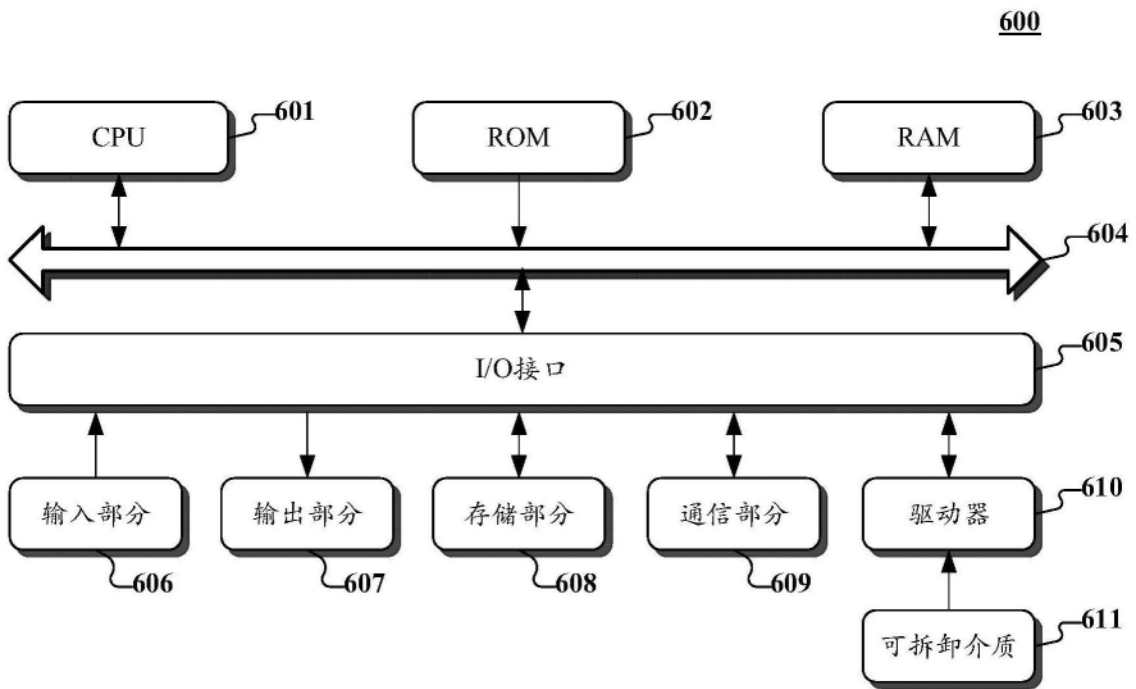 600
CPU
601
ROM
602
RAM
603
604
I/O接口
605
输入部分
606
输出部分
607
存储部分
608
通信部分
609
驱动器
610
可拆卸介质
611